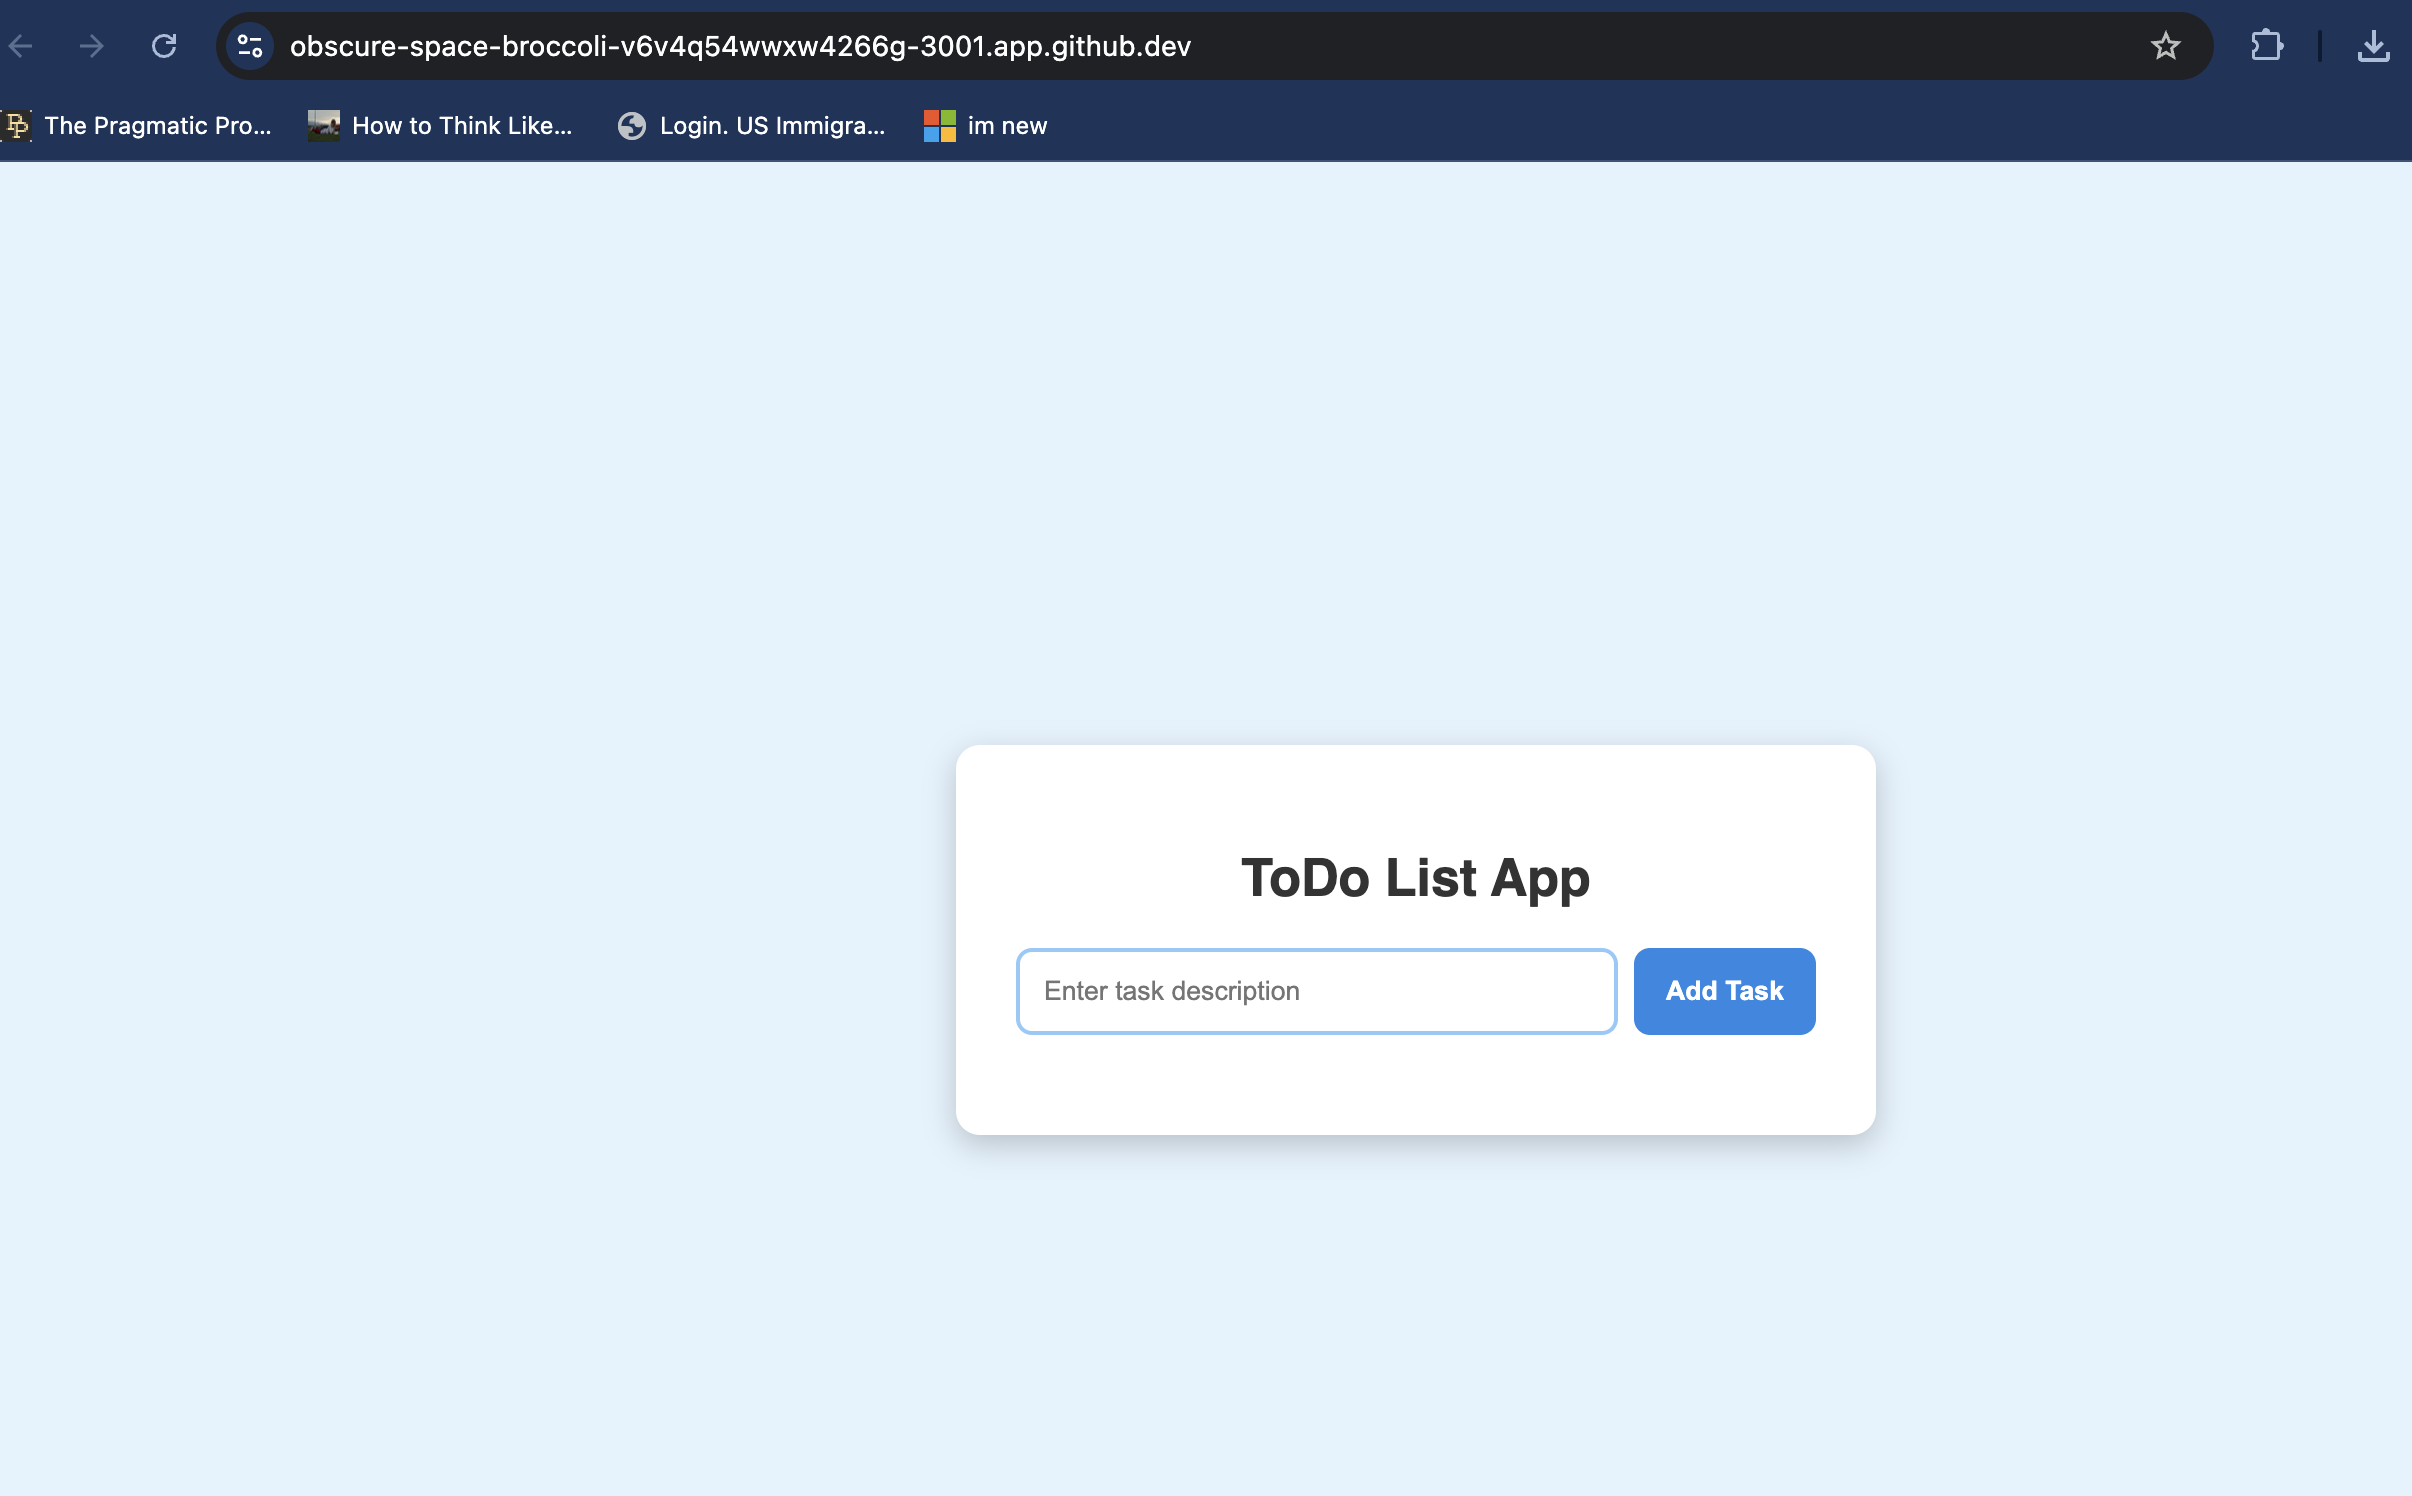 obscure-space-broccoli-v6v4q54wwxw4266g-3001.app.github.dev
The Pragmatic Pro... How to Think Like... Login. US Immigra... im new
ToDo List App
Enter task description Add Task